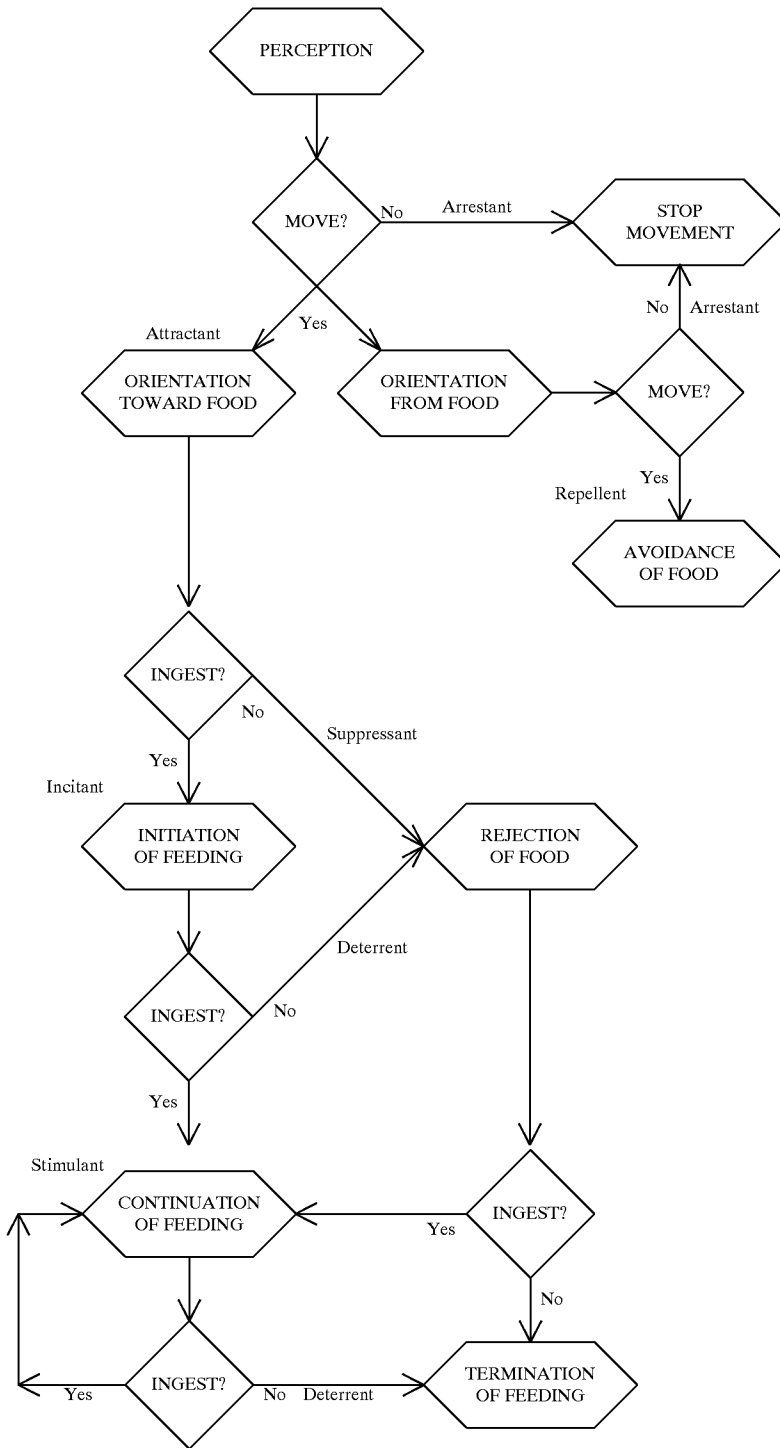 PERCEPTION
MOVE?
No
Arrestant
STOP
MOVEMENT
Yes
Attractant
No
Arrestant
ORIENTATION
TOWARD FOOD
ORIENTATION
FROM FOOD
MOVE?
Yes
Repellent
AVOIDANCE
OF FOOD
INGEST?
No
Suppressant
Yes
Incitant
INITIATION
OF FEEDING
REJECTION
OF FOOD
Deterrent
INGEST?
No
Yes
Stimulant
CONTINUATION
OF FEEDING
Yes
INGEST?
No
Yes
INGEST?
No
Deterrent
TERMINATION
OF FEEDING